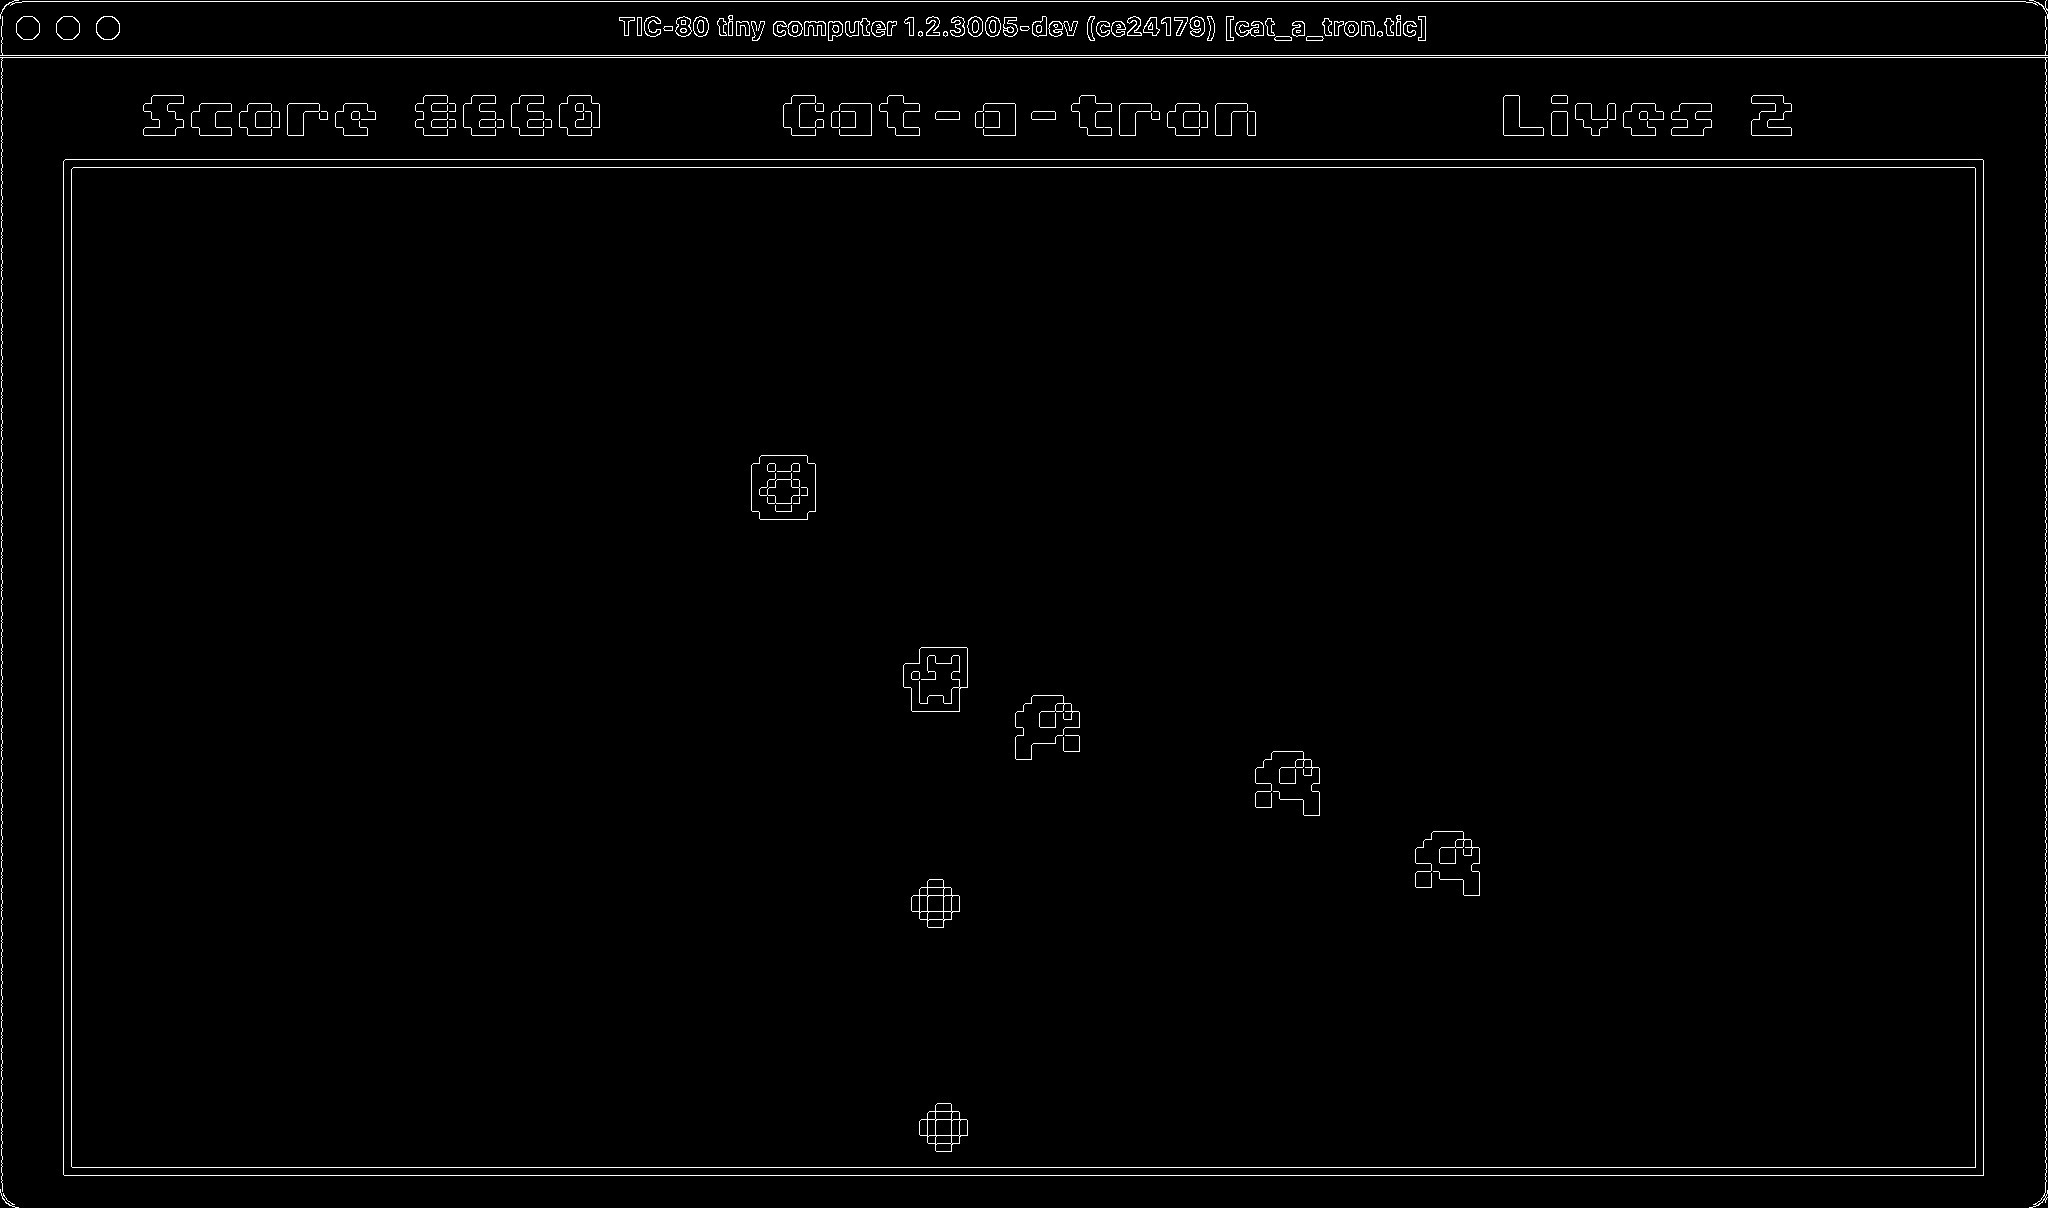 TIC-80 tiny computer 1.2.3005-dev (ce24179) [cat_a_tron.tic]
Score 8660 Cat-a-tron Lives 2